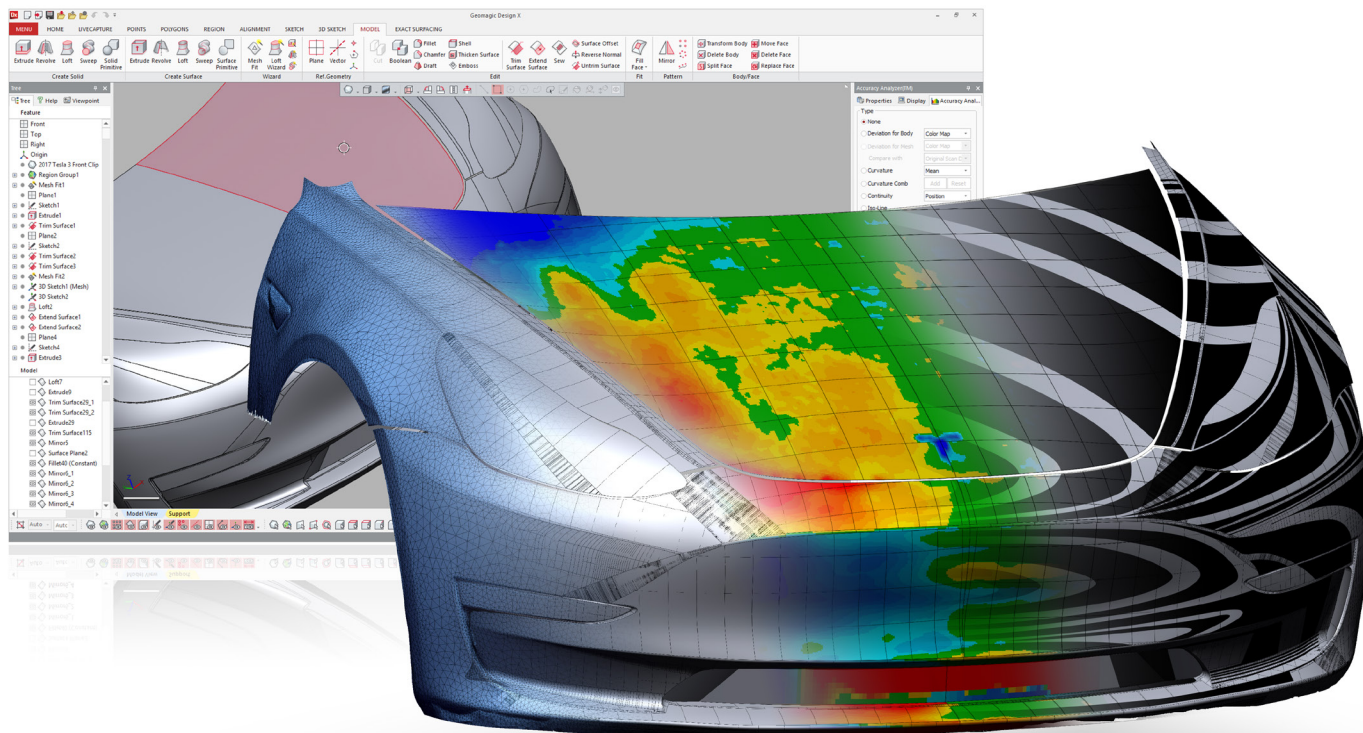 Geomagic Design X
MENU HOME LIVECAPTURE POINTS POLYGONS REGION ALIGNMENT SKETCH 3D SKETCH MODEL EXACT SURFACING
Extrude Revolve Loft Sweep Solid Primitive
Create Solid
Extrude Revolve Loft Sweep Surface Primitive
Create Surface
Mesh Fit Loft Wizard
Wizard
Plane Vector
Ref.Geometry
Cut Boolean
Fillet Shell
Chamfer Thicken Surface
Draft Emboss
Trim Surface Extend Surface Sew
Surface Offset
Reverse Normal
Untrim Surface
Edit
Fill Face
Fit
Mirror
Pattern
Transform Body Move Face
Delete Body Delete Face
Split Face Replace Face
Body/Face
Tree
Tree Help Viewpoint
Feature
Front
Top
Right
Origin
2017 Tesla 3 Front Clip
Region Group1
Mesh Fit1
Plane1
Sketch1
Extrude1
Trim Surface1
Plane2
Sketch2
Trim Surface2
Trim Surface3
Mesh Fit2
3D Sketch1 (Mesh)
3D Sketch2
Loft2
Extend Surface1
Extend Surface2
Plane4
Sketch4
Extrude3
Model
Loft7
Extrude9
Trim Surface29_1
Trim Surface29_2
Extrude29
Trim Surface115
Mirror5
Surface Plane2
Fillet40 (Constant)
Mirror6_1
Mirror6_2
Mirror6_3
Mirror6_4
Model View Support
Auto Auto
Accuracy Analyzer(TM)
Properties Display Accuracy Anal...
Type
None
Deviation for Body Color Map
Deviation for Mesh Color Map
Compare with Original Scan D
Curvature Mean
Curvature Comb Add Reset
Continuity Position
Iso-Line